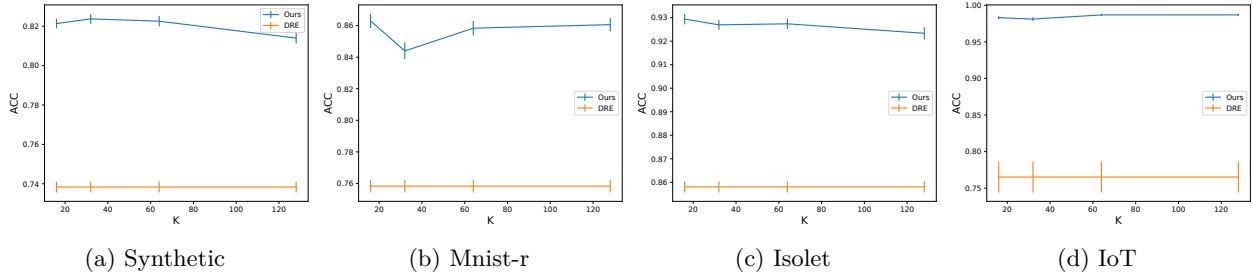 0.82
0.80
0.78
0.76
0.74
ACC
20 40 60 80 100 120
K
Ours
DRE
(a) Synthetic
0.86
0.84
0.82
0.80
0.78
0.76
ACC
20 40 60 80 100 120
K
Ours
DRE
(b) Mnist-r
0.93
0.92
0.91
0.90
0.89
0.88
0.87
0.86
ACC
20 40 60 80 100 120
K
Ours
DRE
(c) Isolet
1.00
0.95
0.90
0.85
0.80
0.75
ACC
20 40 60 80 100 120
K
Ours
DRE
(d) IoT